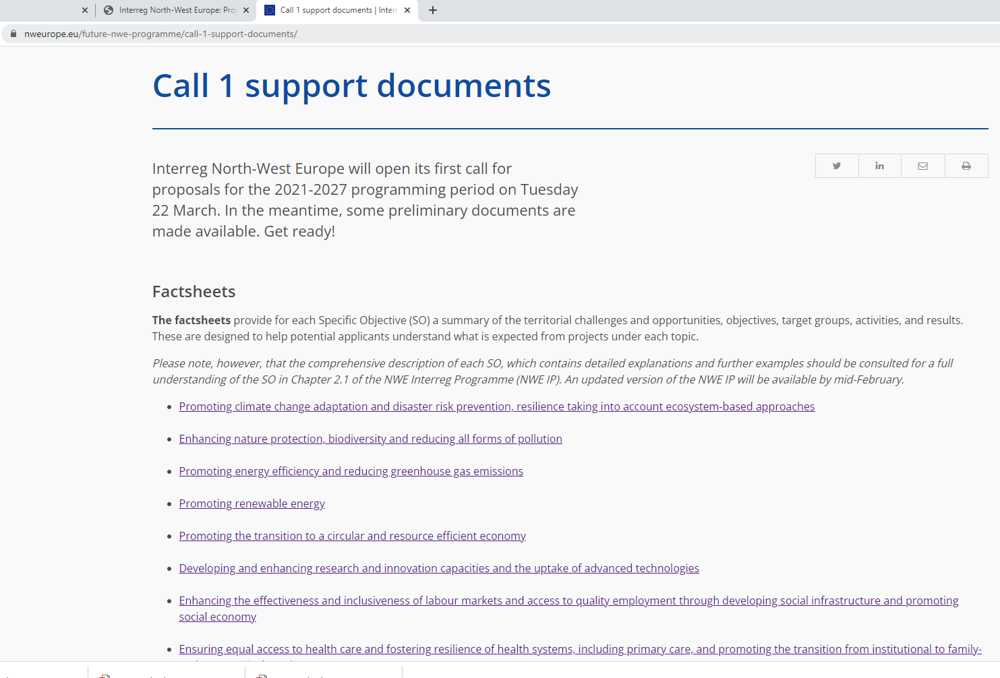 Interreg North-West Europe: Pro
Call 1 support documents | Inter
nweurope.eu/future-nwe-programme/call-1-support-documents/
Call 1 support documents
Interreg North-West Europe will open its first call for
proposals for the 2021-2027 programming period on Tuesday
22 March. In the meantime, some preliminary documents are
made available. Get ready!
in
Factsheets
The factsheets provide for each Specific Objective (SO) a summary of the territorial challenges and opportunities, objectives, target groups, activities, and results.
These are designed to help potential applicants understand what is expected from projects under each topic.
Please note, however, that the comprehensive description of each SO, which contains detailed explanations and further examples should be consulted for a full
understanding of the SO in Chapter 2.1 of the NWE Interreg Programme (NWE IP). An updated version of the NWE IP will be available by mid-February.
Promoting climate change adaptation and disaster risk prevention, resilience taking into account ecosystem-based approaches
Enhancing nature protection, biodiversity and reducing all forms of pollution
Promoting energy efficiency and reducing greenhouse gas emissions
Promoting renewable energy
Promoting the transition to a circular and resource efficient economy
Developing and enhancing research and innovation capacities and the uptake of advanced technologies
Enhancing the effectiveness and inclusiveness of labour markets and access to quality employment through developing social infrastructure and promoting
social economy
Ensuring equal access to health care and fostering resilience of health systems, including primary care, and promoting the transition from institutional to family-